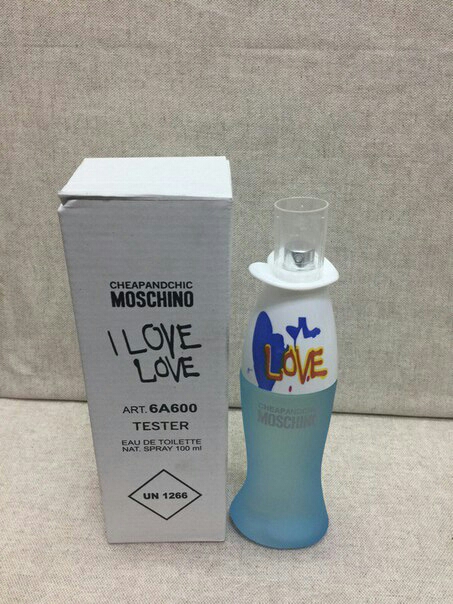 CHEAPANDCHIC
MOSCHINO
I LOVE
LOVE
ART. 6A600
TESTER
EAU DE TOILETTE
NAT. SPRAY 100 ml
UN 1266
LOVE
CHEAPANDCHIC
MOSCHINO